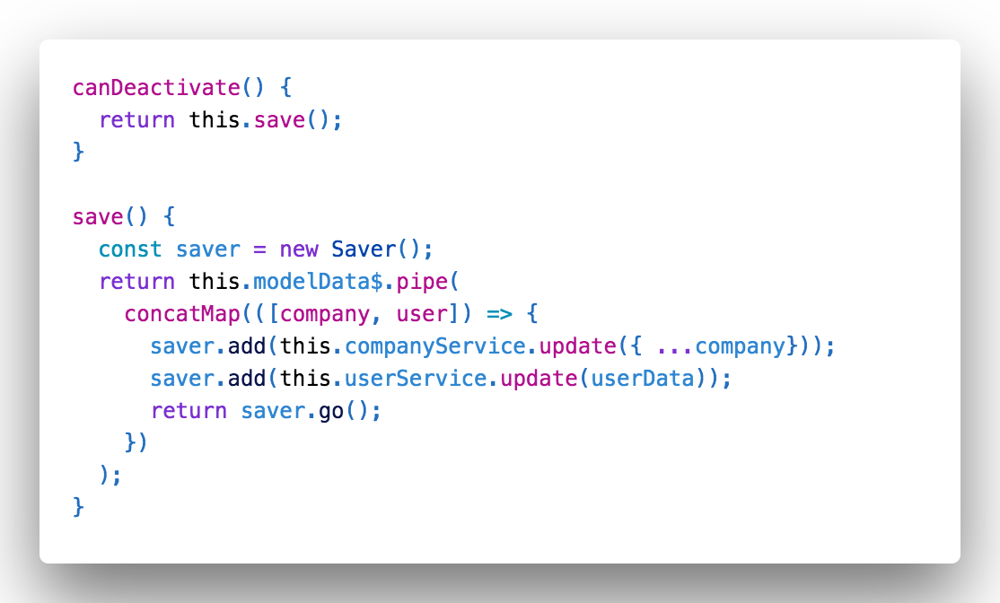 canDeactivate() {
  return this.save();
}

save() {
  const saver = new Saver();
  return this.modelData$.pipe(
    concatMap(([company, user]) => {
      saver.add(this.companyService.update({ ...company}));
      saver.add(this.userService.update(userData));
      return saver.go();
    })
  );
}